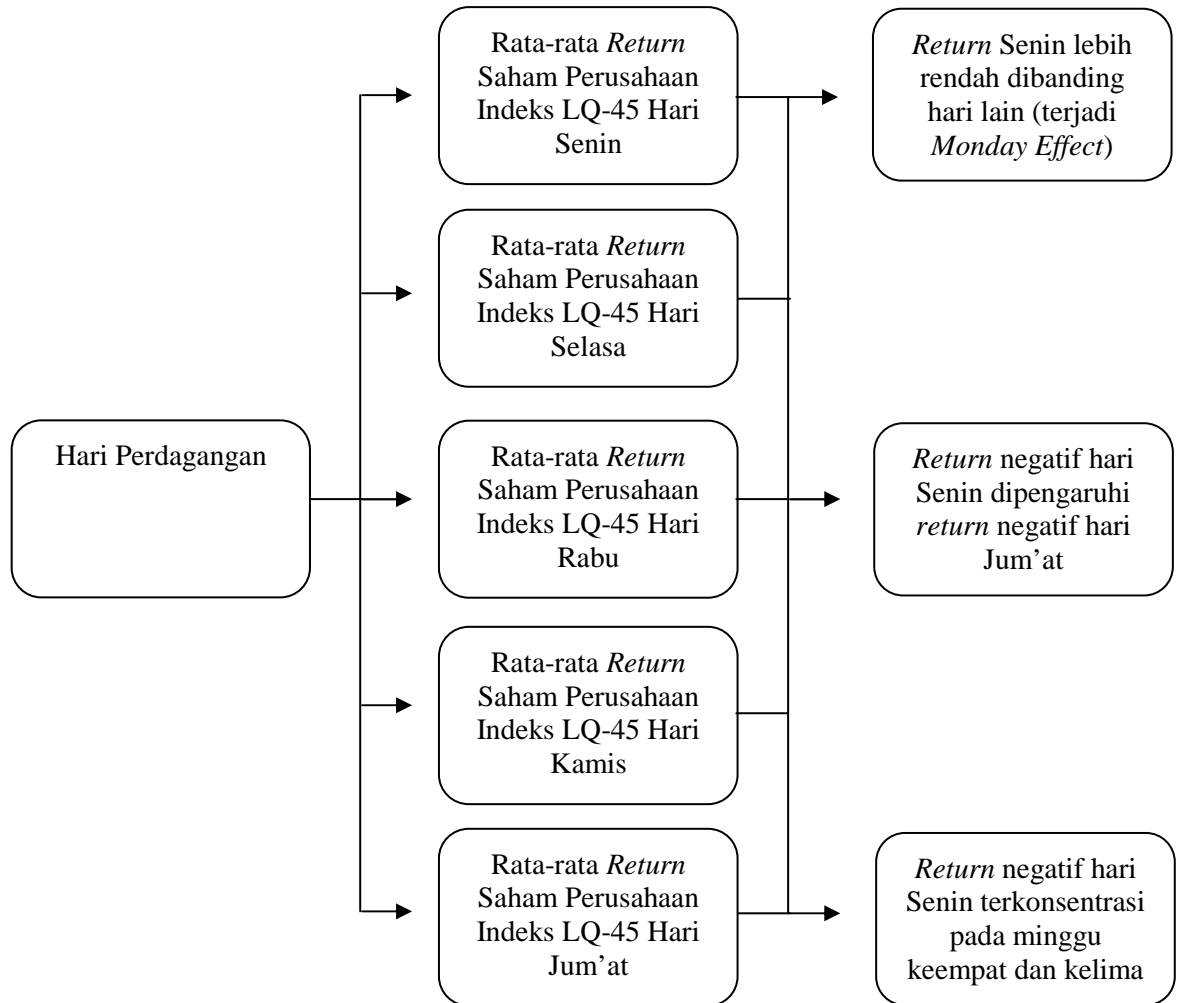 Hari Perdagangan
Rata-rata Return
Saham Perusahaan
Indeks LQ-45 Hari
Senin
Rata-rata Return
Saham Perusahaan
Indeks LQ-45 Hari
Selasa
Rata-rata Return
Saham Perusahaan
Indeks LQ-45 Hari
Rabu
Rata-rata Return
Saham Perusahaan
Indeks LQ-45 Hari
Kamis
Rata-rata Return
Saham Perusahaan
Indeks LQ-45 Hari
Jum’at
Return Senin lebih
rendah dibanding
hari lain (terjadi
Monday Effect)
Return negatif hari
Senin dipengaruhi
return negatif hari
Jum’at
Return negatif hari
Senin terkonsentrasi
pada minggu
keempat dan kelima